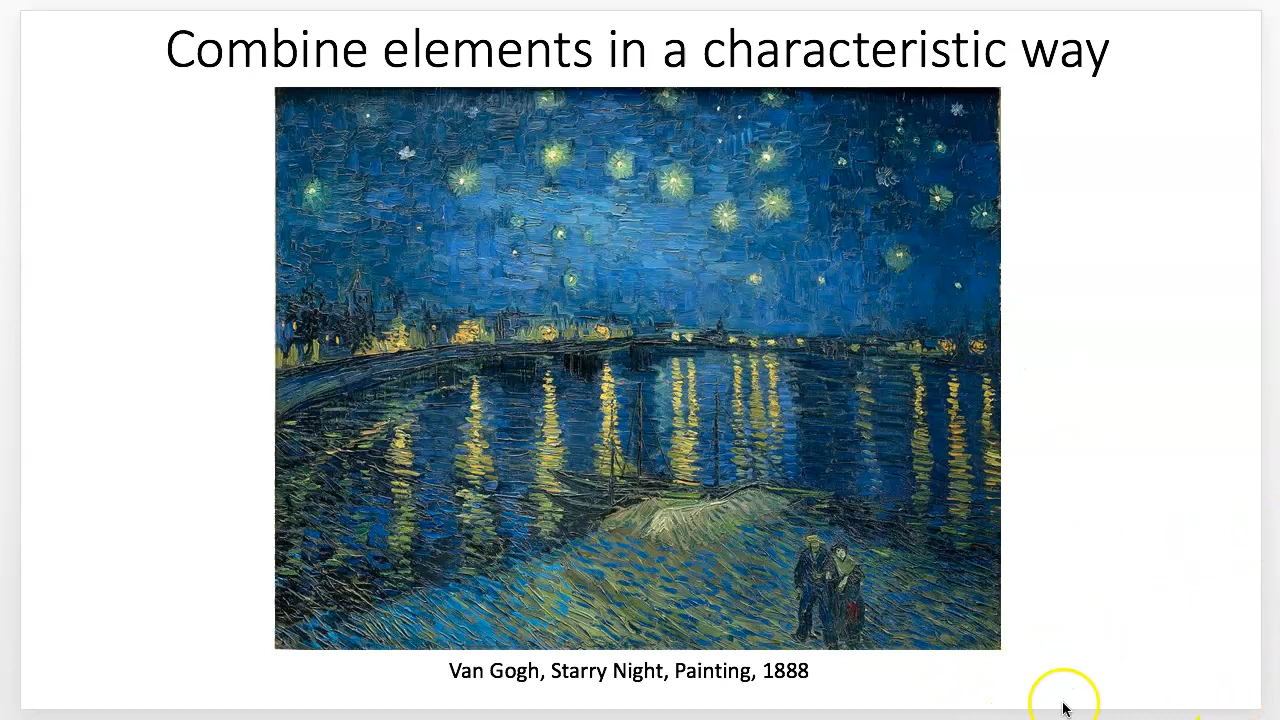 Combine elements in a characteristic way
Van Gogh, Starry Night, Painting, 1888